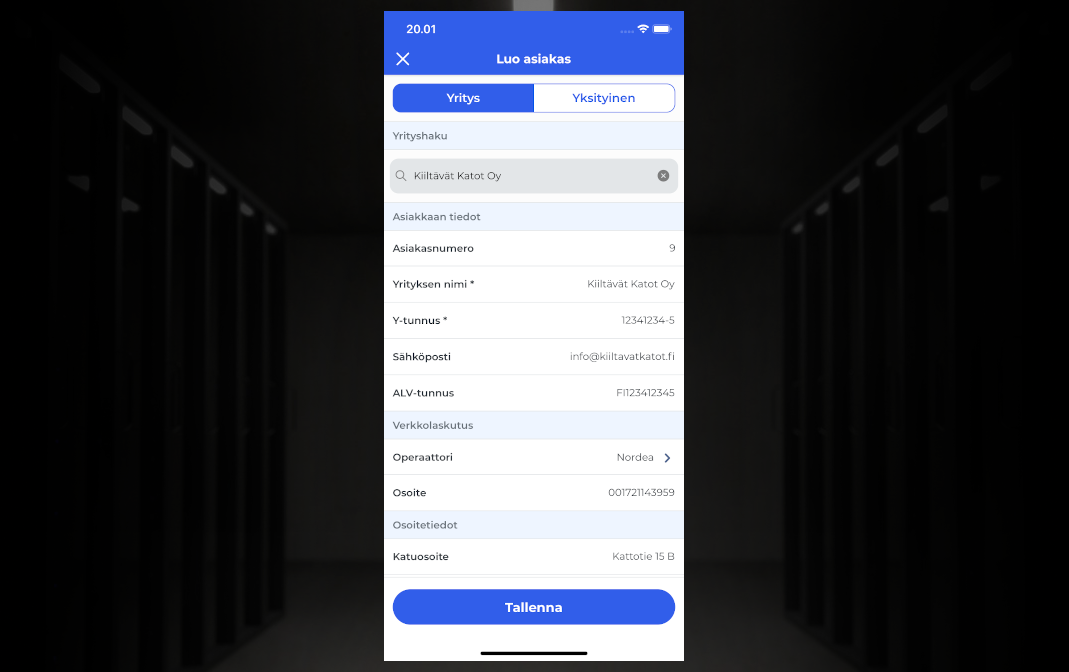 20.01
Luo asiakas
Yritys Yksityinen
Yrityshaku
Kiiltävät Katot Oy
Asiakkaan tiedot
Asiakasnumero 9
Yrityksen nimi * Kiiltävät Katot Oy
Y-tunnus * 12341234-5
Sähköposti info@kiiltavatkatot.fi
ALV-tunnus FI123412345
Verkkolaskutus
Operaattori Nordea
Osoite 001721143959
Osoitetiedot
Katuosoite Kattotie 15 B
Tallenna